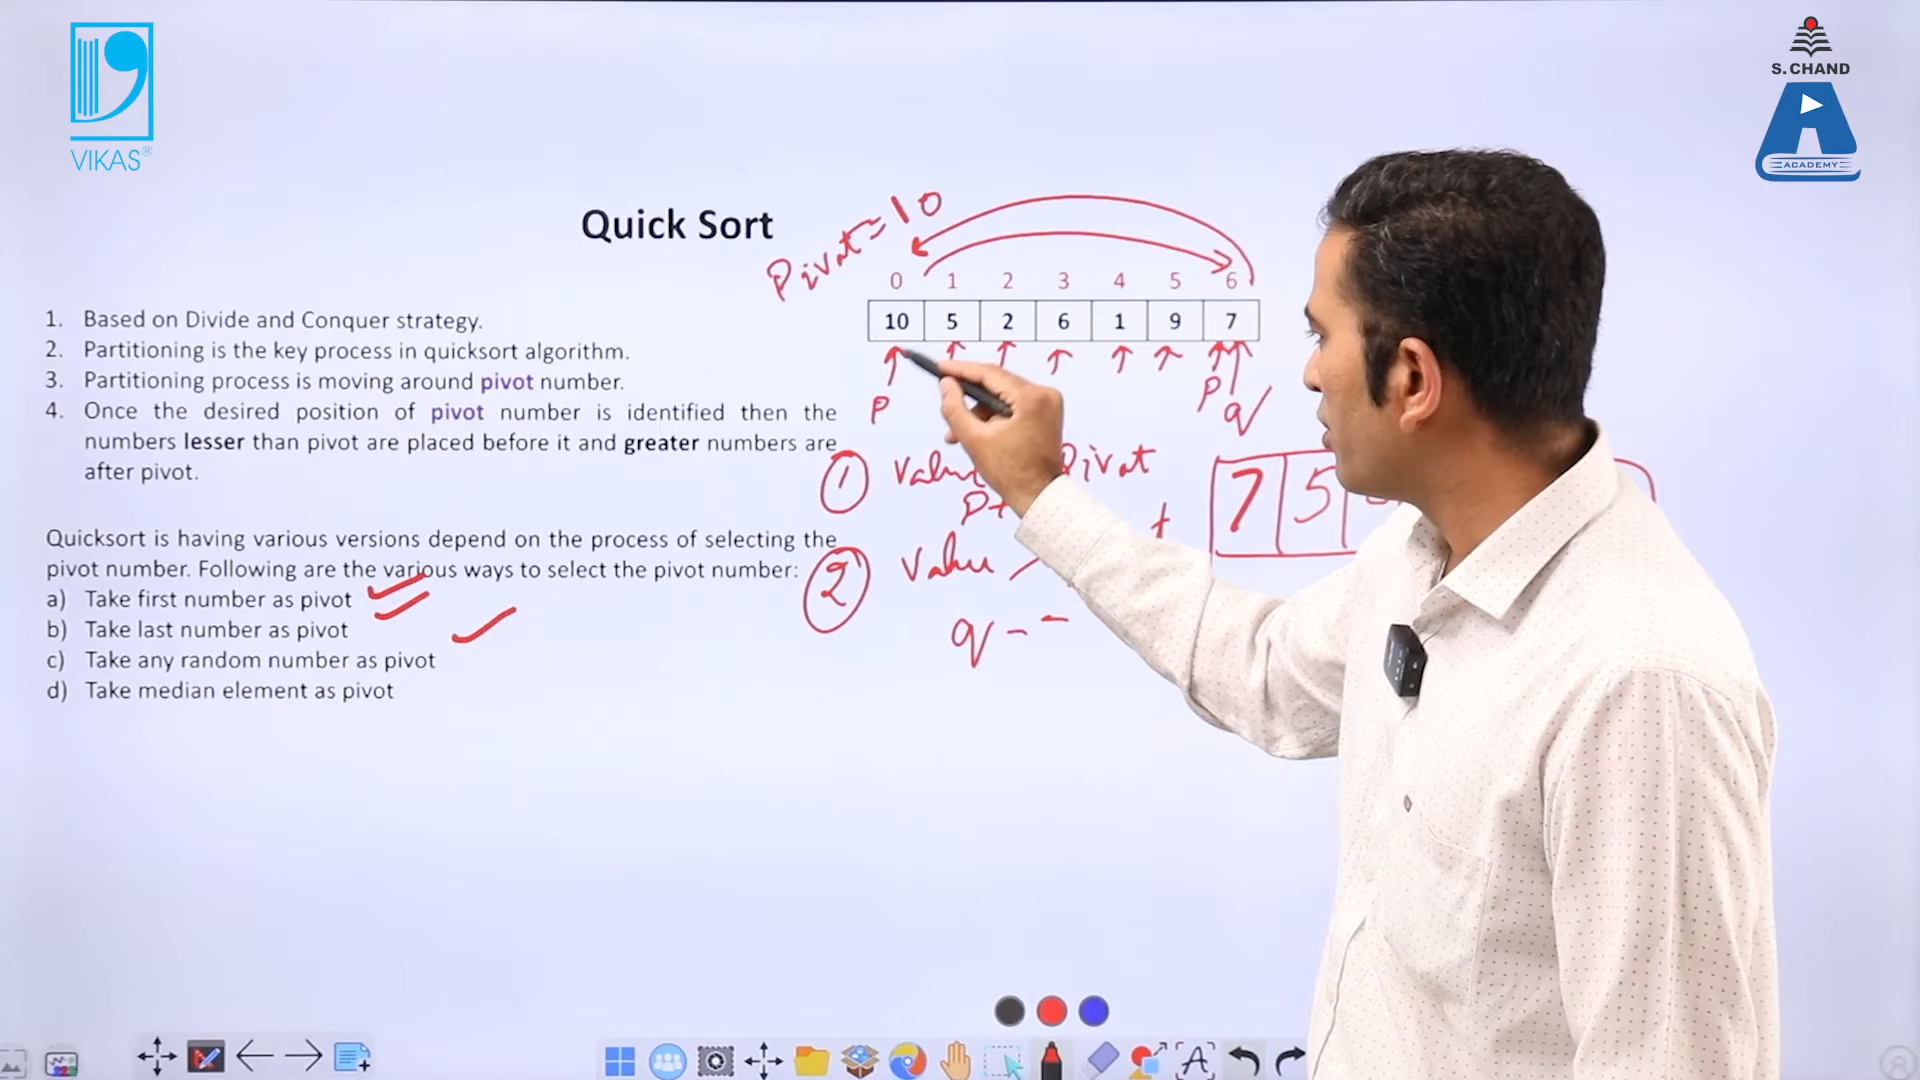 VIKAS®
S. CHAND
ACADEMY
Quick Sort
Pivot = 10
0 1 2 3 4 5 6
10 5 2 6 1 9 7
P
P q
1. Based on Divide and Conquer strategy.
2. Partitioning is the key process in quicksort algorithm.
3. Partitioning process is moving around pivot number.
4. Once the desired position of pivot number is identified then the
numbers lesser than pivot are placed before it and greater numbers are
after pivot.
Quicksort is having various versions depend on the process of selecting the
pivot number. Following are the various ways to select the pivot number:
a) Take first number as pivot
b) Take last number as pivot
c) Take any random number as pivot
d) Take median element as pivot
① Pivot
② Value
q--
7 5